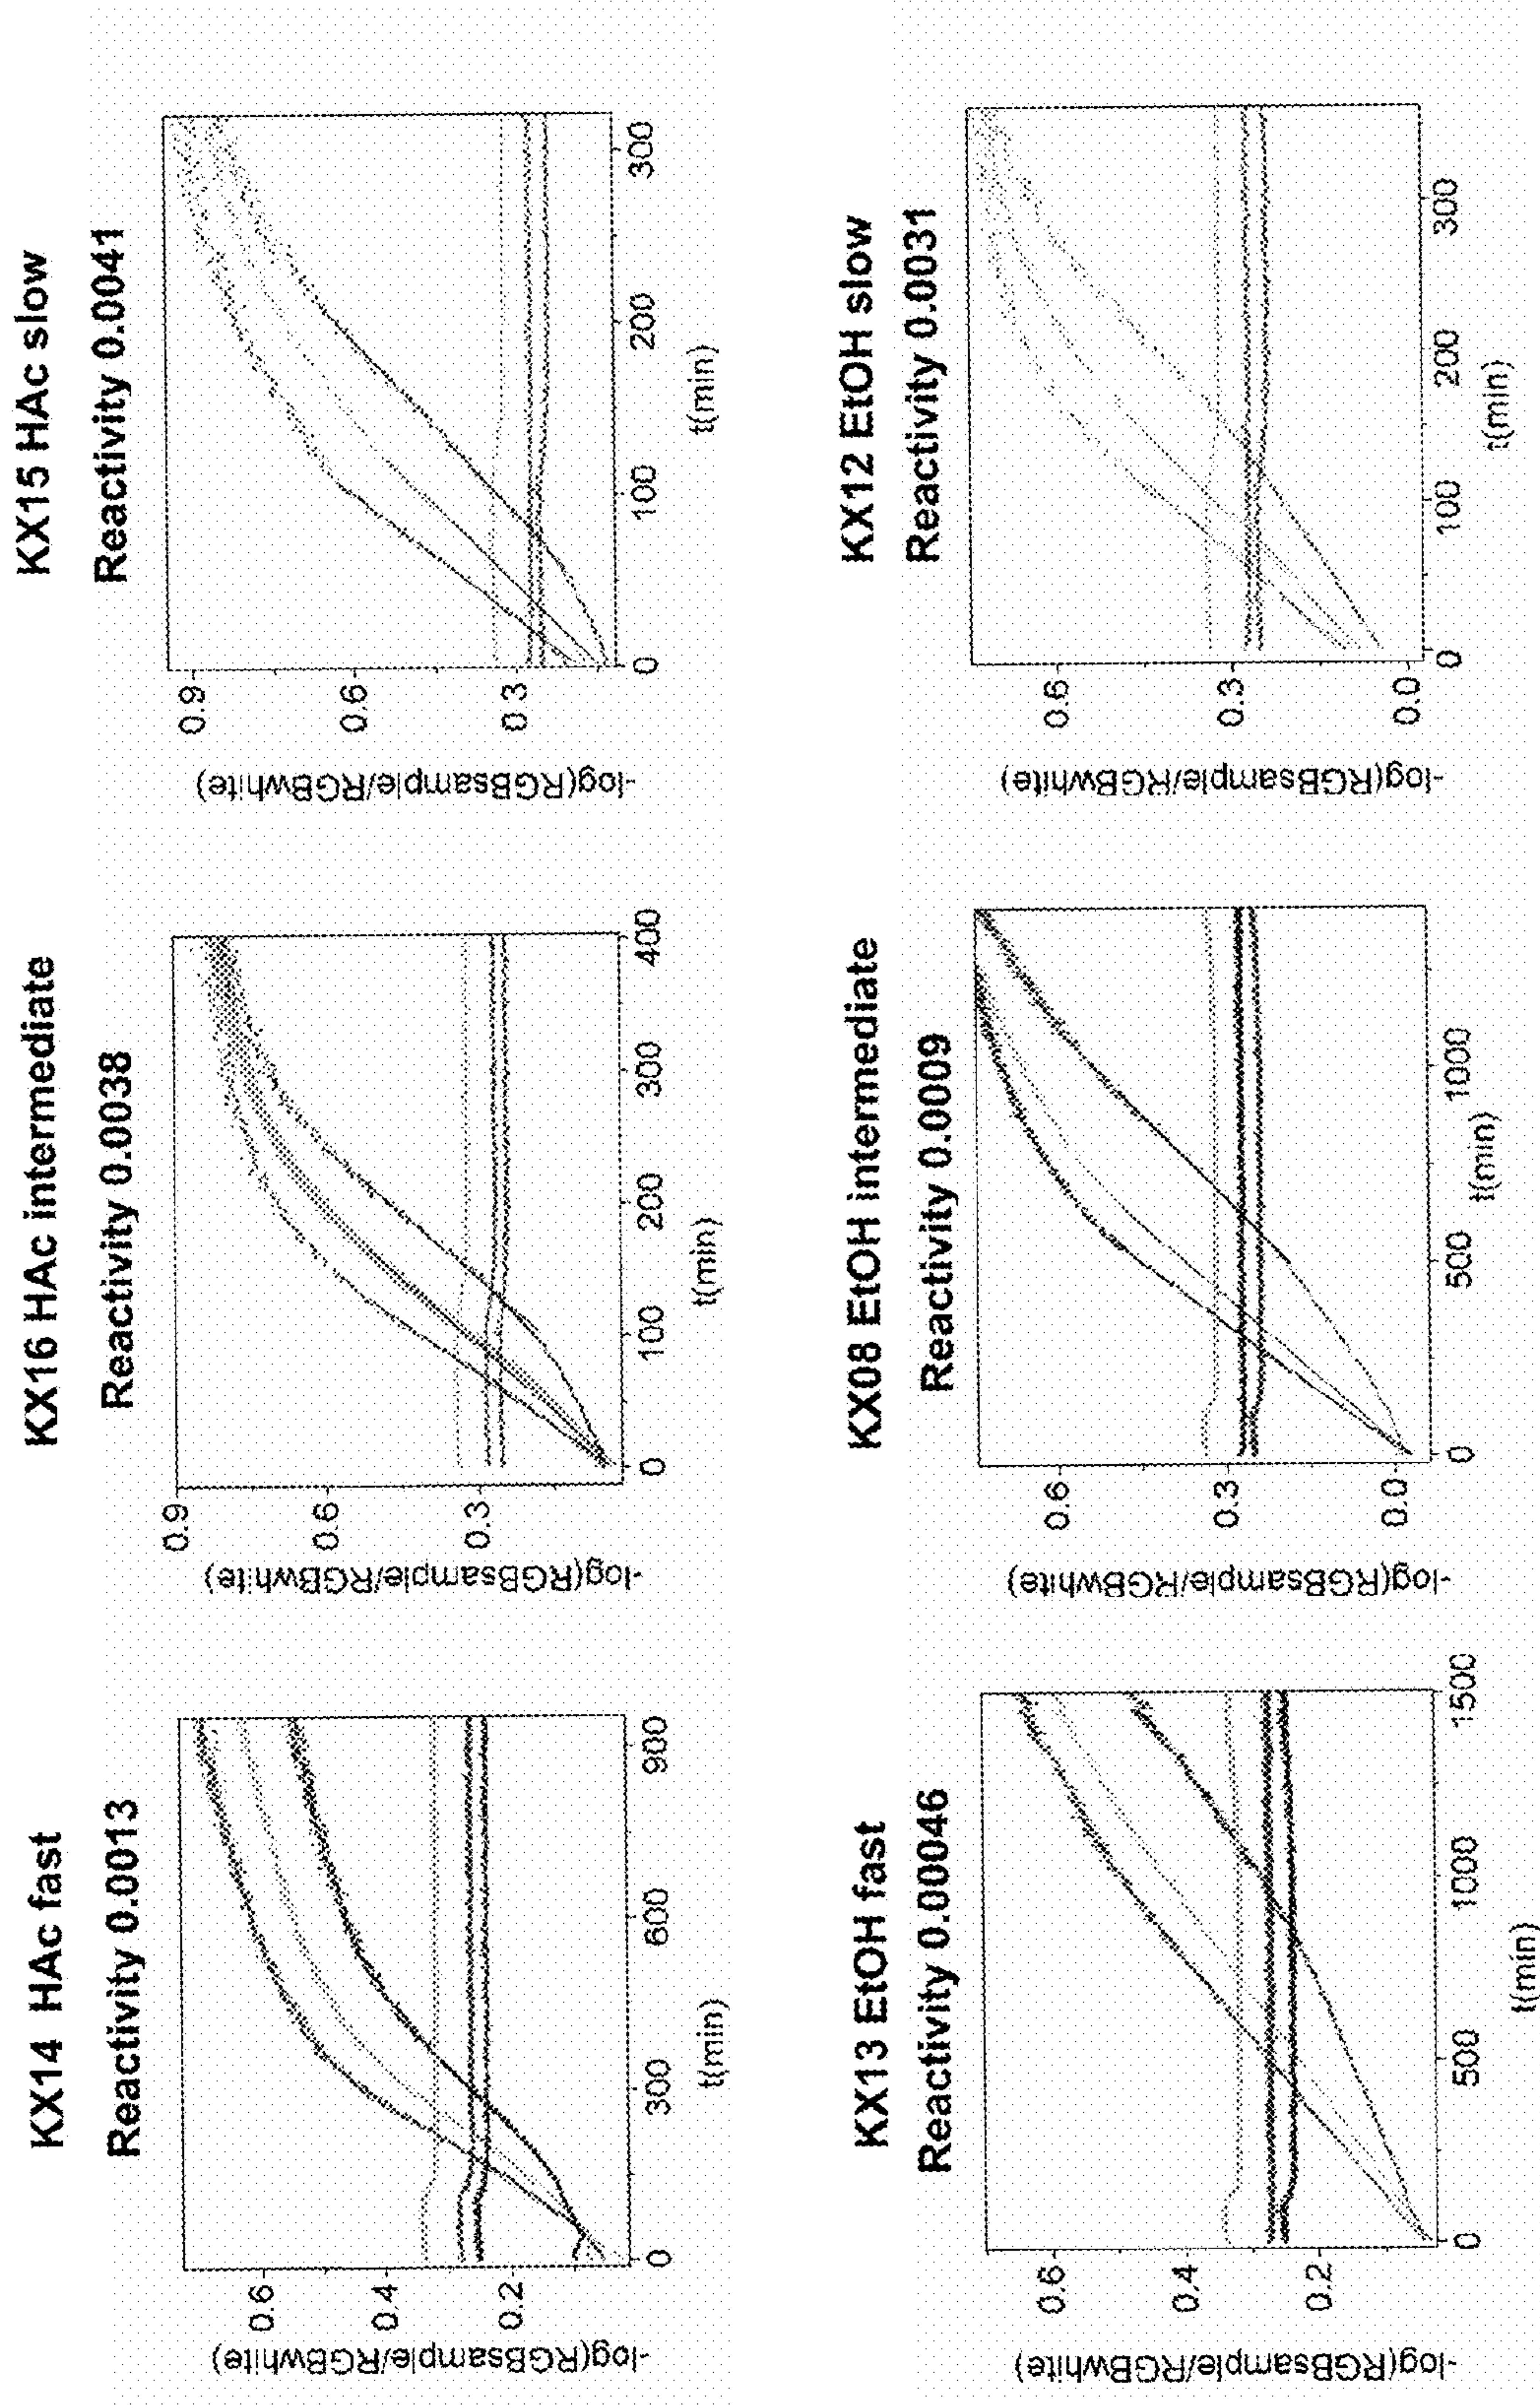 KX14 HAc fast
Reactivity 0.0013
-log(RGBsample/RGBwhite)
0.6
0.4
0.2
0
300
600
900
t(min)
KX16 HAc intermediate
Reactivity 0.0038
-log(RGBsample/RGBwhite)
0.9
0.6
0.3
0
100
200
300
400
t(min)
KX15 HAc slow
Reactivity 0.0041
-log(RGBsample/RGBwhite)
0.9
0.6
0.3
0
100
200
300
t(min)
KX13 EtOH fast
Reactivity 0.00046
-log(RGBsample/RGBwhite)
0.6
0.4
0.2
0
500
1000
1500
t(min)
KX08 EtOH intermediate
Reactivity 0.0009
-log(RGBsample/RGBwhite)
0.6
0.3
0.0
0
500
1000
t(min)
KX12 EtOH slow
Reactivity 0.0031
-log(RGBsample/RGBwhite)
0.6
0.3
0.0
0
100
200
300
t(min)